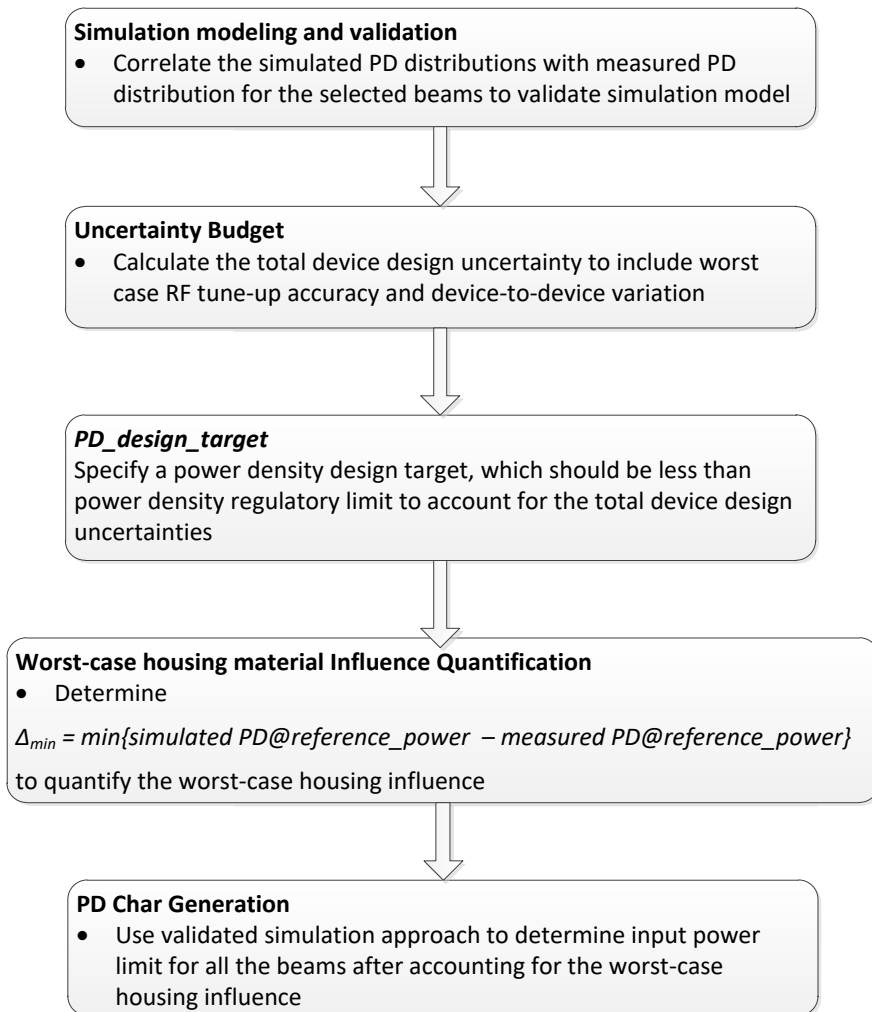 Simulation modeling and validation
• Correlate the simulated PD distributions with measured PD
distribution for the selected beams to validate simulation model
Uncertainty Budget
• Calculate the total device design uncertainty to include worst
case RF tune-up accuracy and device-to-device variation
PD_design_target
Specify a power density design target, which should be less than
power density regulatory limit to account for the total device design
uncertainties
Worst-case housing material Influence Quantification
• Determine
Δmin = min{simulated PD@reference_power – measured PD@reference_power}
to quantify the worst-case housing influence
PD Char Generation
• Use validated simulation approach to determine input power
limit for all the beams after accounting for the worst-case
housing influence